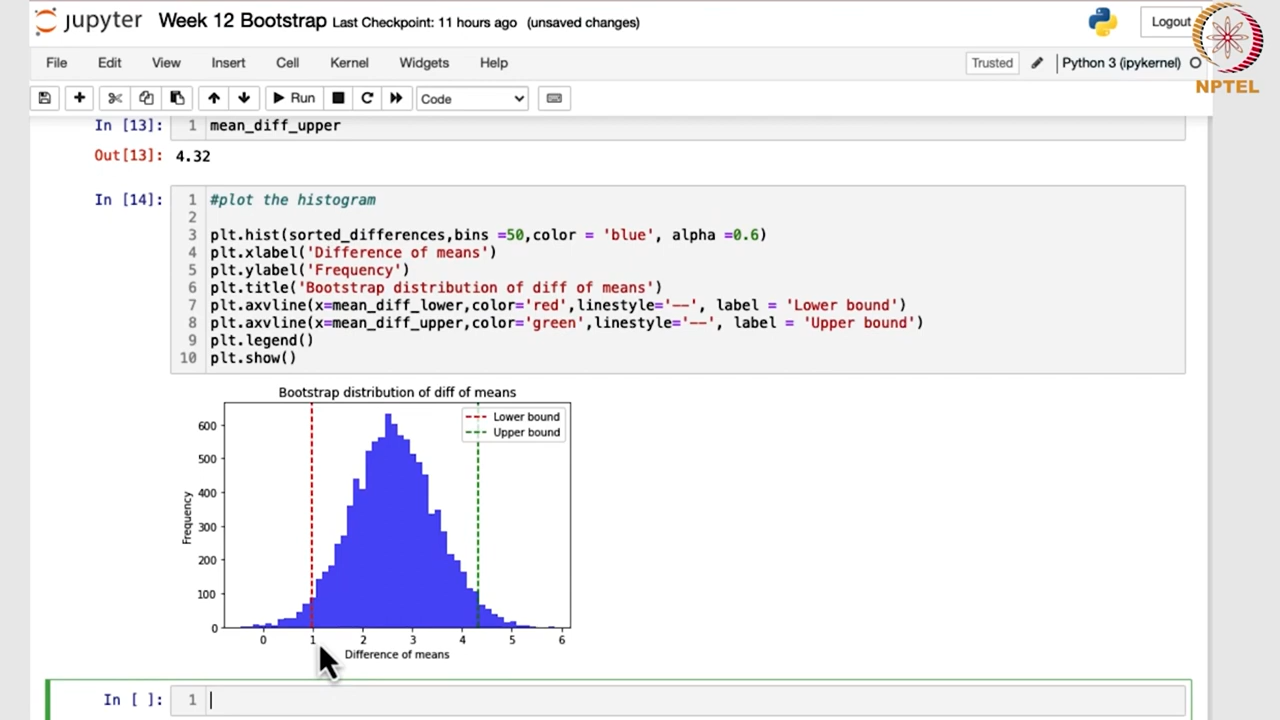 jupyter Week 12 Bootstrap Last Checkpoint: 11 hours ago (unsaved changes) Logout
NPTEL
File Edit View Insert Cell Kernel Widgets Help Trusted Python 3 (ipykernel)
Run Code
In [13]: 1 mean_diff_upper
Out[13]: 4.32
In [14]: 1 #plot the histogram
2
3 plt.hist(sorted_differences,bins =50,color = 'blue', alpha =0.6)
4 plt.xlabel('Difference of means')
5 plt.ylabel('Frequency')
6 plt.title('Bootstrap distribution of diff of means')
7 plt.axvline(x=mean_diff_lower,color='red',linestyle='--', label = 'Lower bound')
8 plt.axvline(x=mean_diff_upper,color='green',linestyle='--', label = 'Upper bound')
9 plt.legend()
10 plt.show()
Bootstrap distribution of diff of means
Lower bound
Upper bound
600
500
400
300
200
100
0
Frequency
0 1 2 3 4 5 6
Difference of means
In [ ]: 1